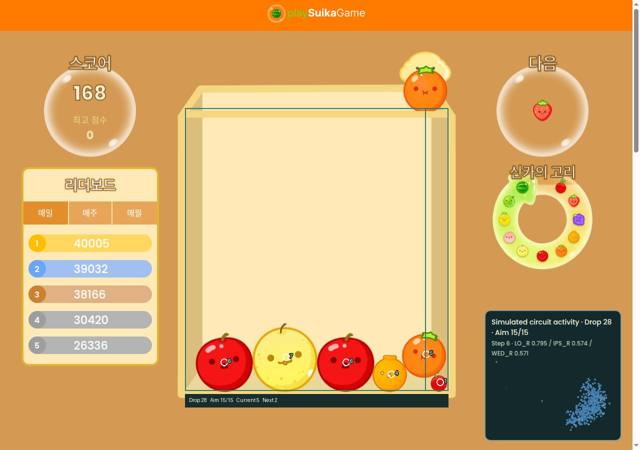 playSuikaGame
스코어
168
최고 점수
0
다음
수카의 고리
리더보드
매일
매주
매월
1
40005
2
39032
3
38166
4
30420
5
26336
Simulated circuit activity · Drop 28
· Aim 15/15
Step 6 · LO_R 0.795 / IPS_R 0.574 /
WED_R 0.571
Drop 28 Aim 15/15 Current 5 Next 2